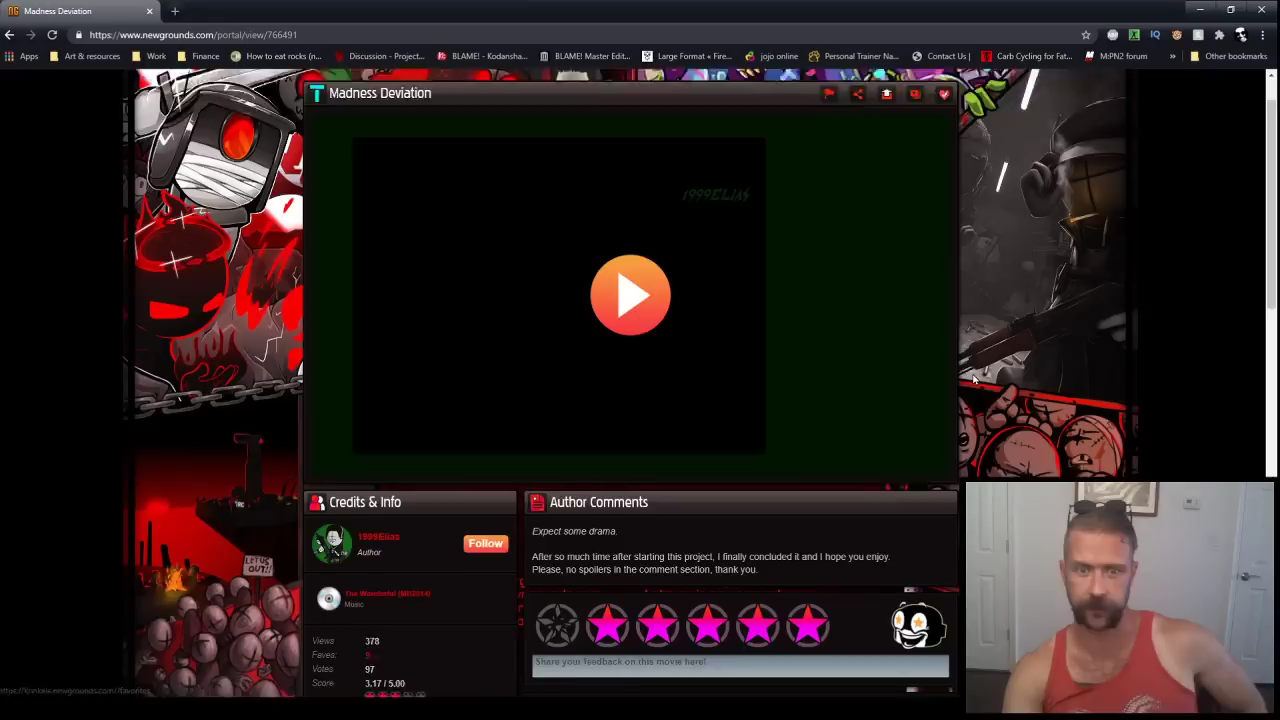 Madness Deviation
https://www.newgrounds.com/portal/view/766491
Apps Art & resources Work Finance How to eat rocks (n... Discussion - Project... BLAME! - Kodansha... BLAME! Master Edit... Large Format « Fire... jojo online Personal Trainer Na... Contact Us | Carb Cycling for Fat... M:PN2 forum » Other bookmarks
Madness Deviation
1999ELIAS
Credits & Info
Author Comments
1999Elias
Author
Follow
Expect some drama.
After so much time after starting this project, I finally concluded it and I hope you enjoy.
Please, no spoilers in the comment section, thank you.
LET US
OUT!!
Music
Views 378
Faves:
Votes 97
Score: 3.17 / 5.00
Share your feedback on this movie here!